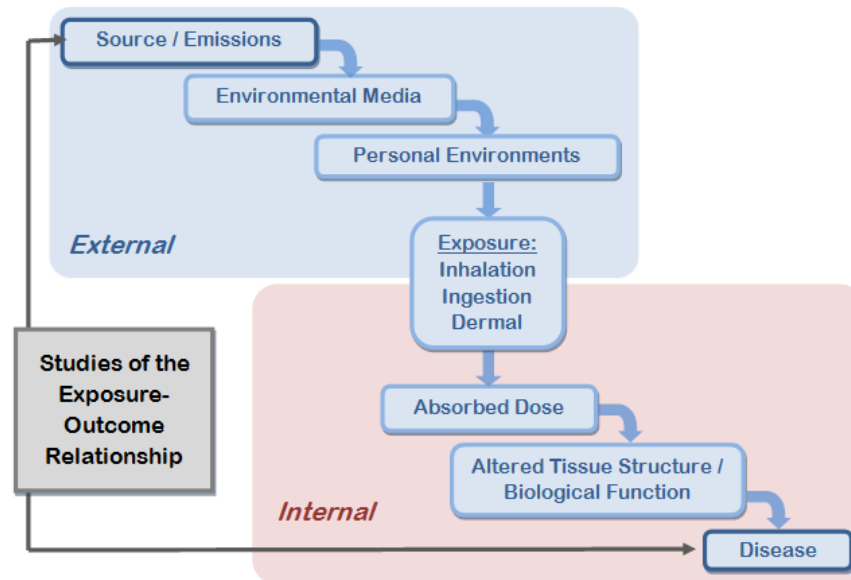 Source / Emissions
Environmental Media
Personal Environments
External
Exposure:
Inhalation
Ingestion
Dermal
Studies of the
Exposure-
Outcome
Relationship
Absorbed Dose
Altered Tissue Structure /
Biological Function
Internal
Disease